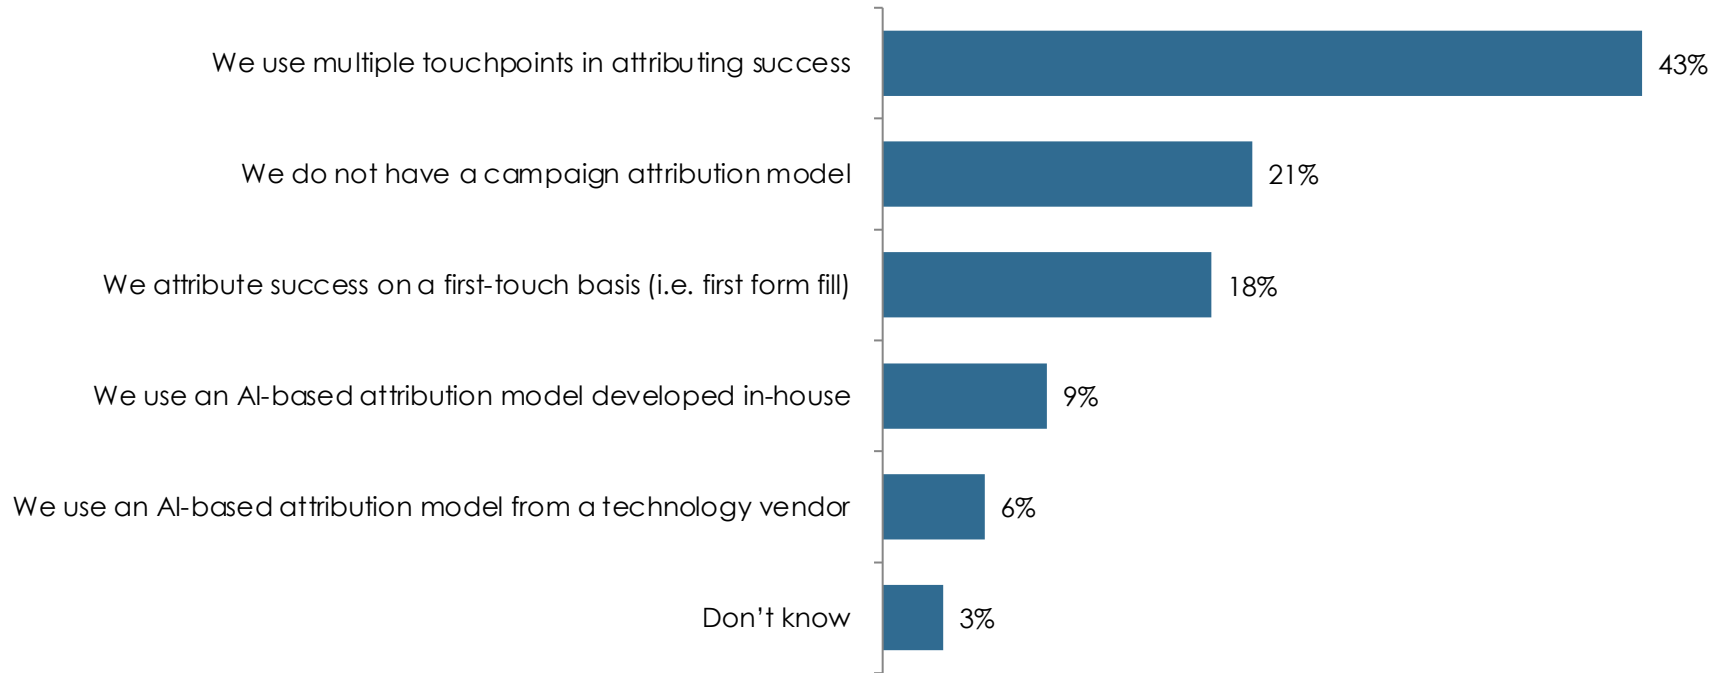 We use multiple touchpoints in attributing success 43%
We do not have a campaign attribution model 21%
We attribute success on a first-touch basis (i.e. first form fill) 18%
We use an AI-based attribution model developed in-house 9%
We use an AI-based attribution model from a technology vendor 6%
Don’t know 3%